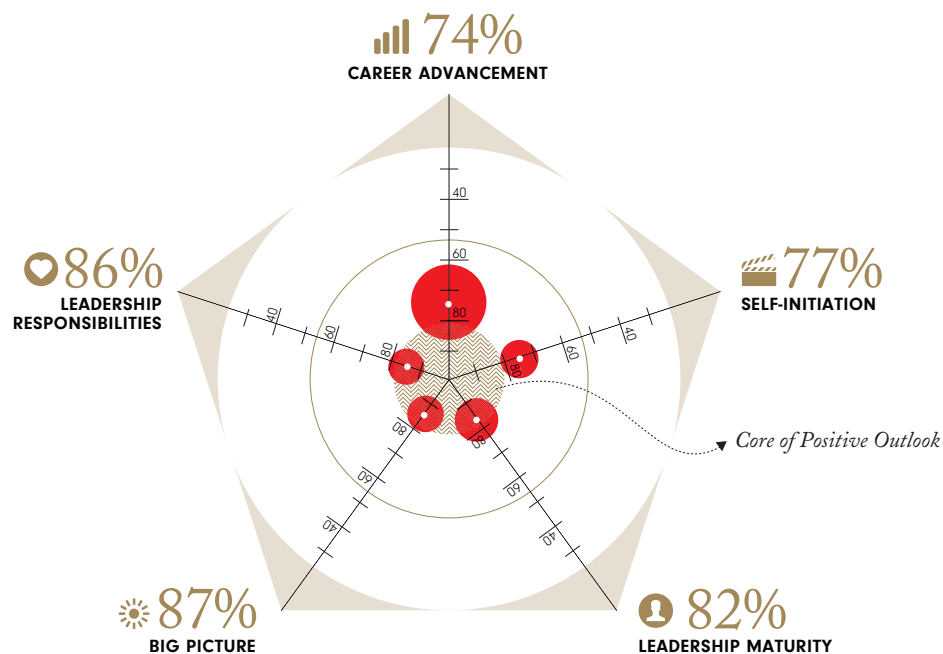 74%
CAREER ADVANCEMENT
40
60
80
86%
LEADERSHIP
RESPONSIBILITIES
40
60
80
77%
SELF-INITIATION
40
60
80
Core of Positive Outlook
80
60
40
80
60
40
87%
BIG PICTURE
82%
LEADERSHIP MATURITY